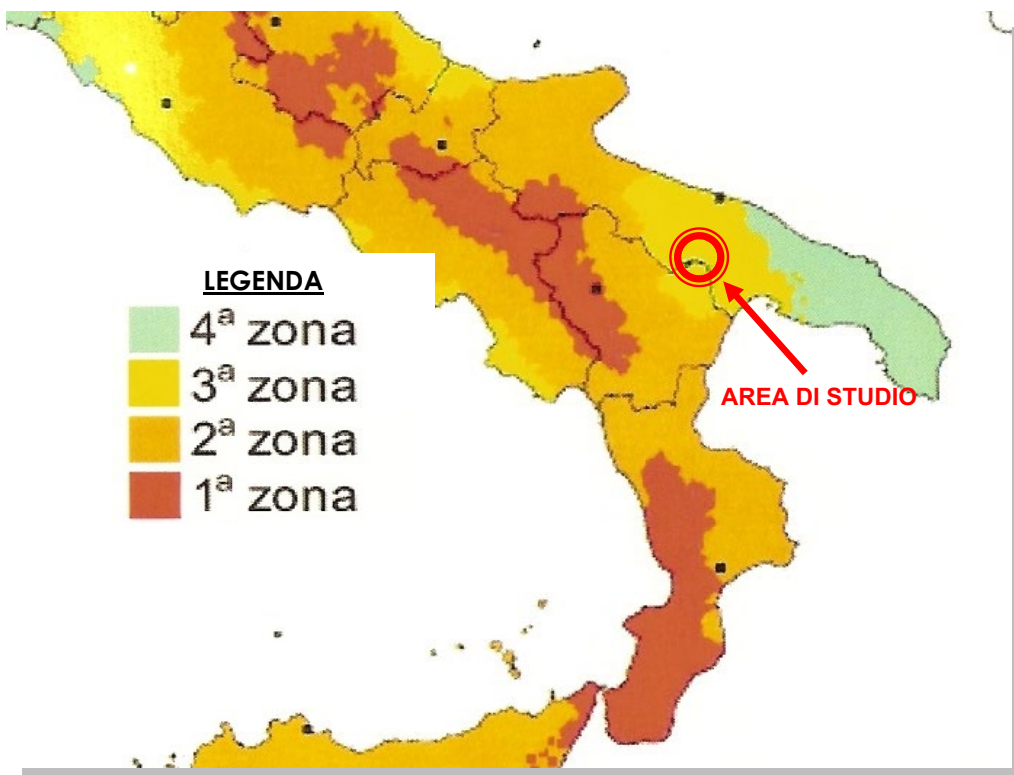 LEGENDA
4ª zona
3ª zona
2ª zona
1ª zona
AREA DI STUDIO